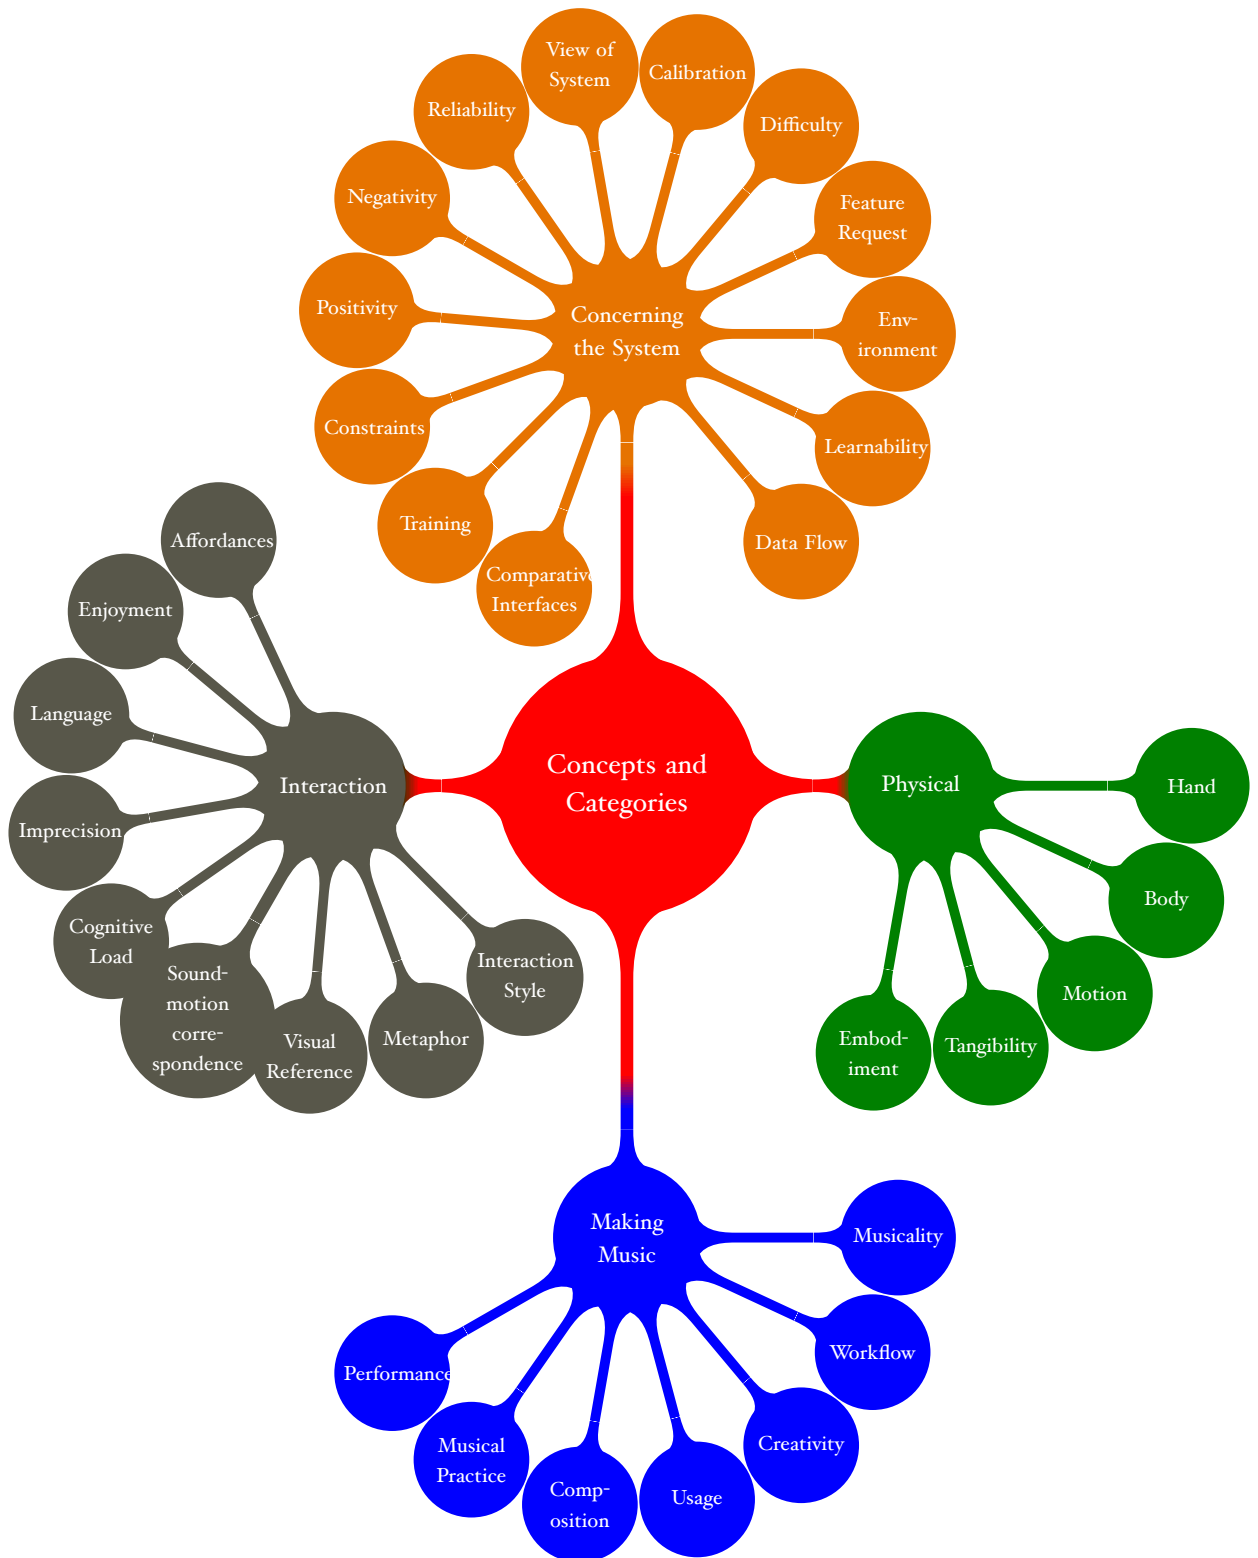 View of
System
Calibration
Reliability
Difficulty
Negativity
Feature
Request
Positivity
Concerning
the System
Env-
ironment
Constraints
Learnability
Training
Data Flow
Comparative
Interfaces
Affordances
Enjoyment
Language
Interaction
Imprecision
Cognitive
Load
Sound-
motion
corre-
spondence
Visual
Reference
Metaphor
Interaction
Style
Concepts and
Categories
Physical
Hand
Body
Motion
Tangibility
Embod-
iment
Making
Music
Musicality
Workflow
Creativity
Usage
Comp-
osition
Musical
Practice
Performance